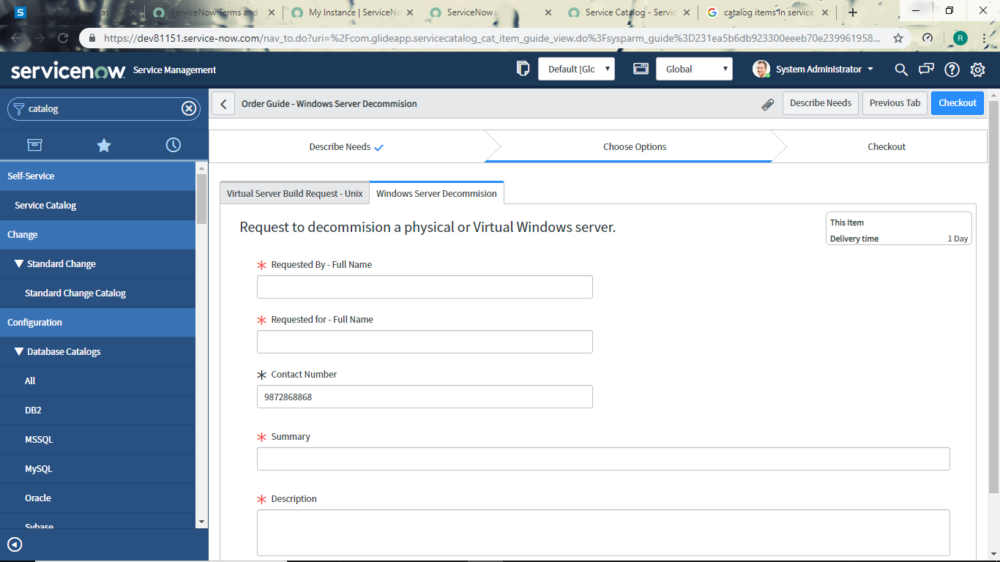 ServiceNow Terms and
My Instance | ServiceNo
ServiceNow
Service Catalog - Servic
catalog items in service
https://dev81151.service-now.com/nav_to.do?uri=%2Fcom.glideapp.servicecatalog_cat_item_guide_view.do%3Fsysparm_guide%3D231ea5b6db923300eeeb70e239961958...
R
servicenow Service Management
Default [Glc
Global
System Administrator
catalog
Order Guide - Windows Server Decommision
Describe Needs
Previous Tab
Checkout
Describe Needs
Choose Options
Checkout
Self-Service
Service Catalog
Change
Standard Change
Standard Change Catalog
Configuration
Database Catalogs
All
DB2
MSSQL
MySQL
Oracle
Sybase
Virtual Server Build Request - Unix
Windows Server Decommision
Request to decommision a physical or Virtual Windows server.
This Item
Delivery time 1 Day
Requested By - Full Name
Requested for - Full Name
Contact Number
9872868868
Summary
Description